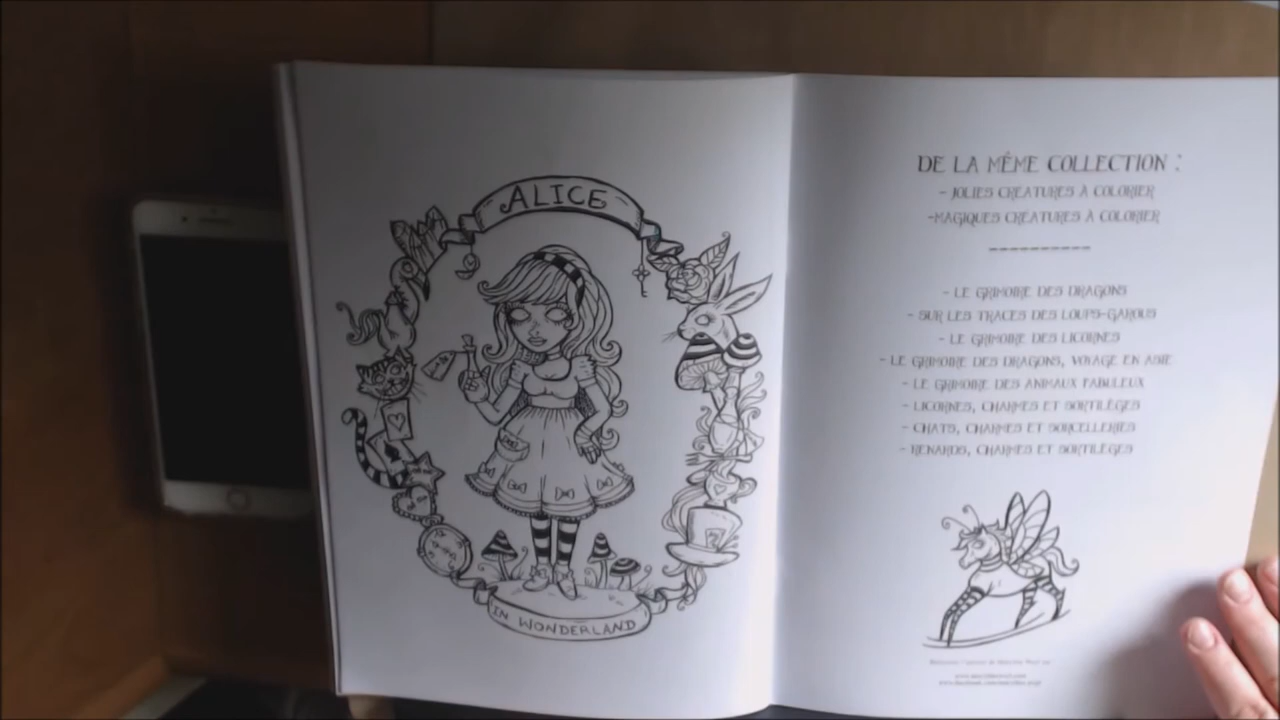 ALICE
IN WONDERLAND
DE LA MÊME COLLECTION :
- JOLIES CRÉATURES À COLORIER
-MAGIQUES CRÉATURES À COLORIER
- LE GRIMOIRE DES DRAGONS
- SUR LES TRACES DES LOUPS-GAROUS
- LE GRIMOIRE DES LICORNES
- LE GRIMOIRE DES DRAGONS, VOYAGE EN ASIE
- LE GRIMOIRE DES ANIMAUX FABULEUX
- LICORNES, CHARMES ET SORTILÈGES
- CHATS, CHARMES ET SORCELLERIES
- RENARDS, CHARMES ET SORTILÈGES